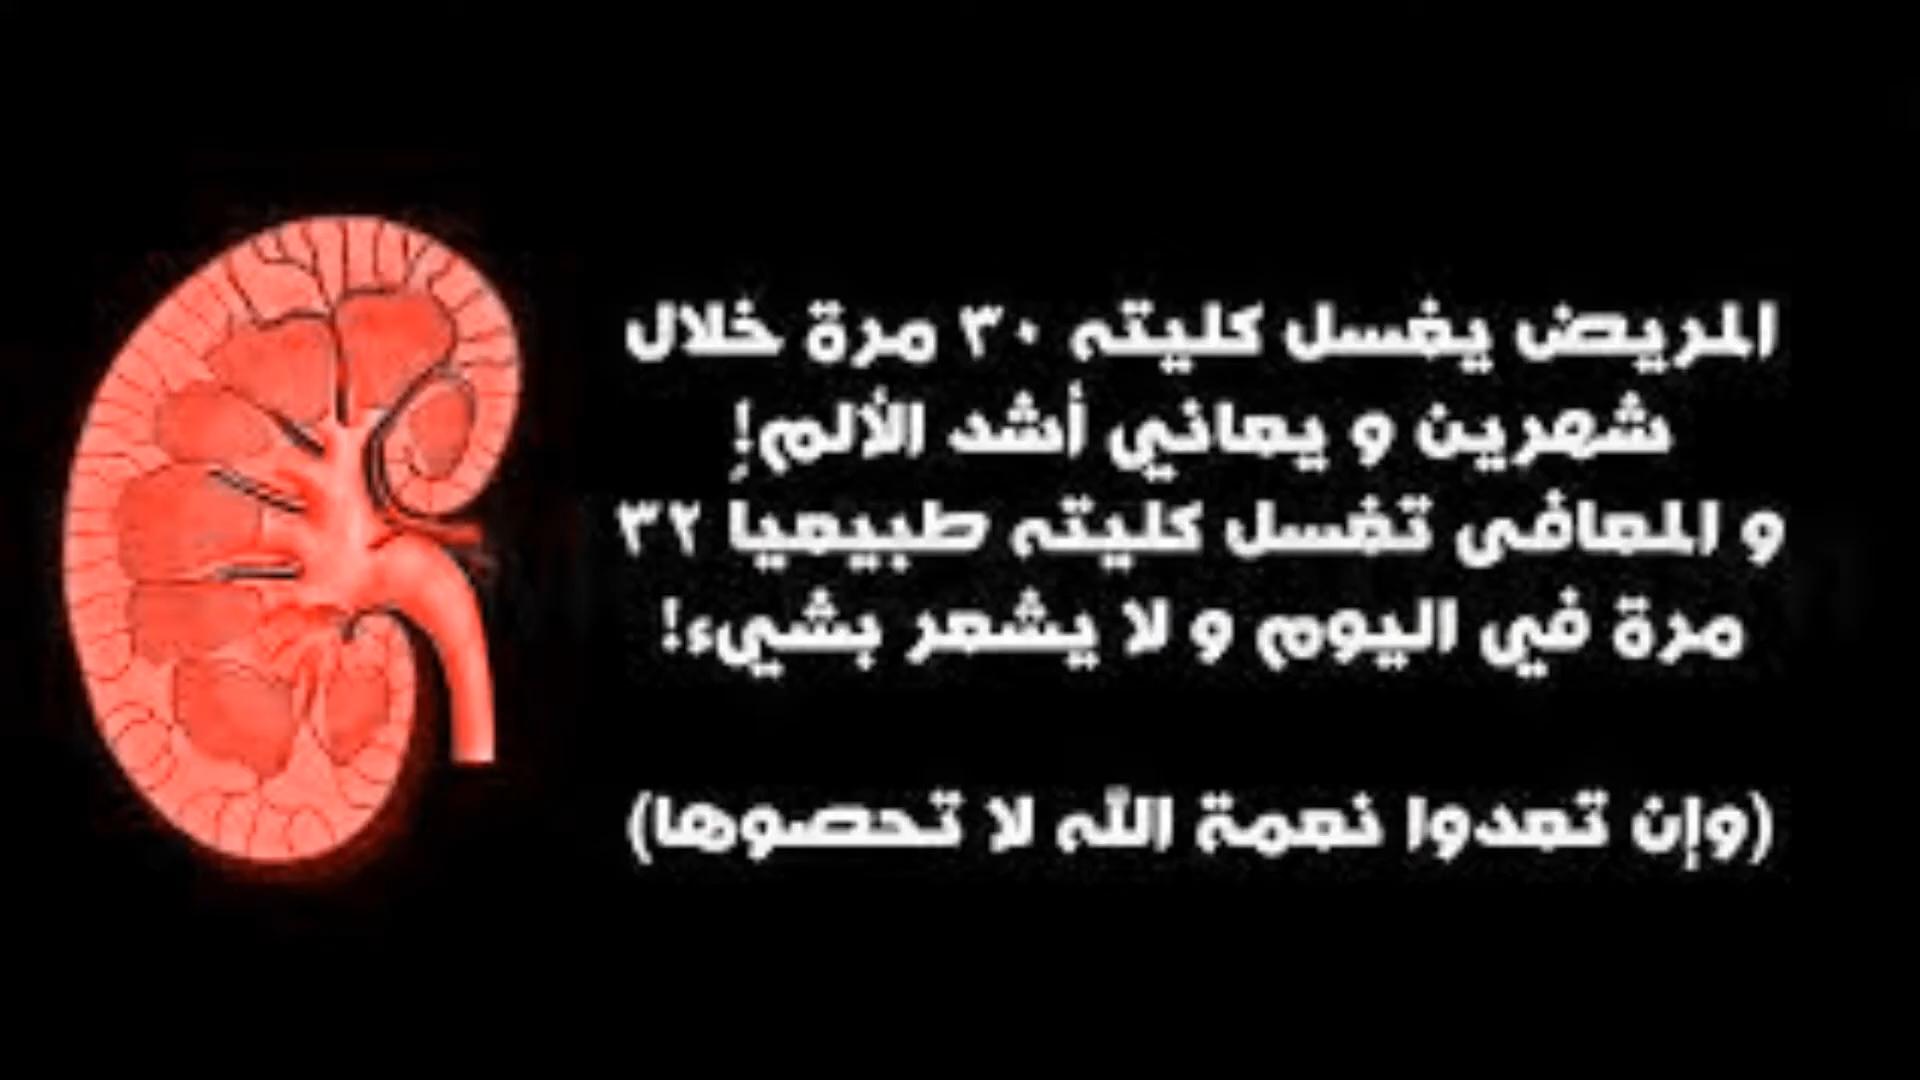 المريض يغسل كليته ٣٠ مرة خلال
شهرين و يعاني أشد الألم!
و المعافى تغسل كليته طبيعياً ٣٢
مرة في اليوم و لا يشعر بشيء!
(وإن تعدوا نعمة الله لا تحصوها)